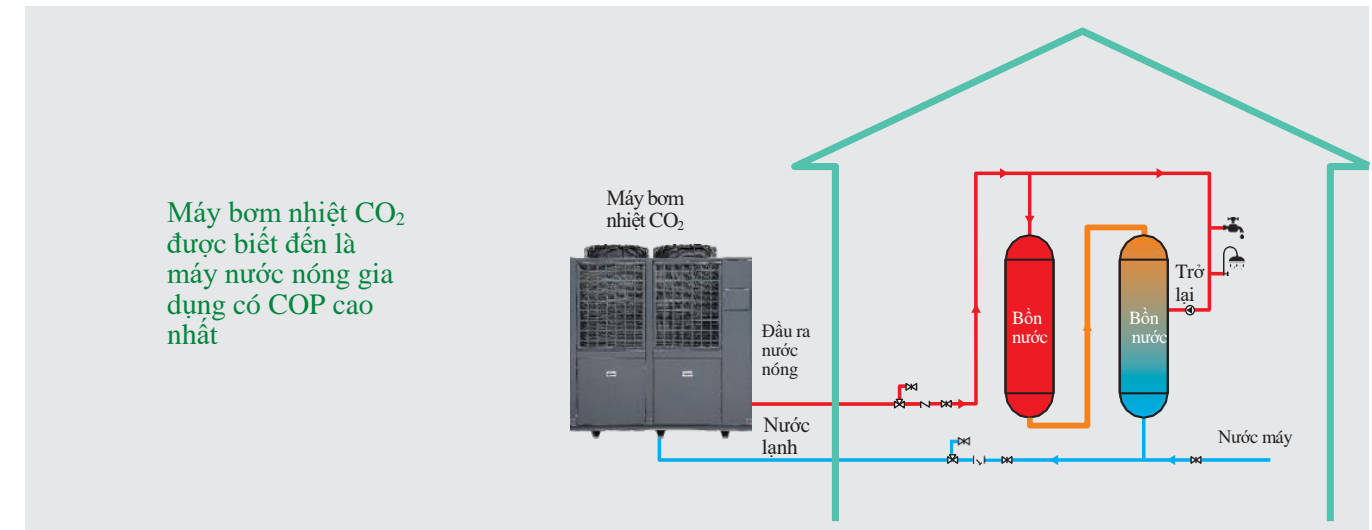 Máy bơm nhiệt CO₂
được biết đến là
máy nước nóng gia
dụng có COP cao
nhất
Máy bơm
nhiệt CO₂
Đầu ra
nước
nóng
Nước
lạnh
Bồn
nước
Bồn
nước
Trở
lại
Nước máy